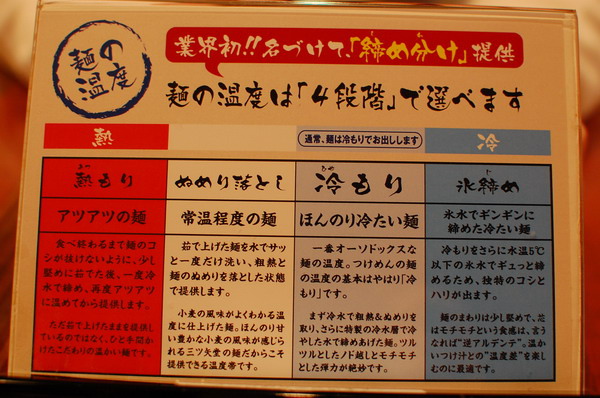 麺の
温度
業界初!!名づけて、「締め分け」提供
麺の温度は「4段階」で選べます
熱
通常、麺は冷もりでお出しします
冷
あつ
熱もり
アツアツの麺
食べ終わるまで麺のコ
シが抜けないように、少
し堅めに茹でた後、一度冷
水で締め、再度アツアツ
に温めてから提供します。
ただ茹で上げたままを提供し
ているのではなく、ひと手間か
けたこだわりの温かい麺です。
ぬめり落とし
常温程度の麺
茹で上げた麺を水でサッ
と一度だけ洗い、粗熱と
麺のぬめりを落とした状態
で提供します。
小麦の風味がよくわかる温
度に仕上げた麺。ほんのり甘
い豊かな小麦の風味が感じら
れる三ツ矢堂の麺だからこそ
提供できる温度帯です。
ひや
冷もり
ほんのり冷たい麺
一番オーソドックスな
麺の温度。つけめんの麺
の温度の基本はやはり「冷
もり」です。
まず冷水で粗熱&ぬめりを
取り、さらに特製の冷水層で冷
やした水で締めあげた麺。ツル
ツルとしたノド越しとモチモチ
とした弾力が絶妙です。
氷締め
氷水でギンギンに
締めた冷たい麺
冷もりをさらに水温5℃
以下の氷水でギュっと締
めるため、独特のコシと
ハリが出ます。
麺のまわりは少し堅めで、芯
はモチモチという食感は、言う
なれば“逆アルデンテ”。温か
いつけ汁との“温度差”を楽し
むのに最適です。